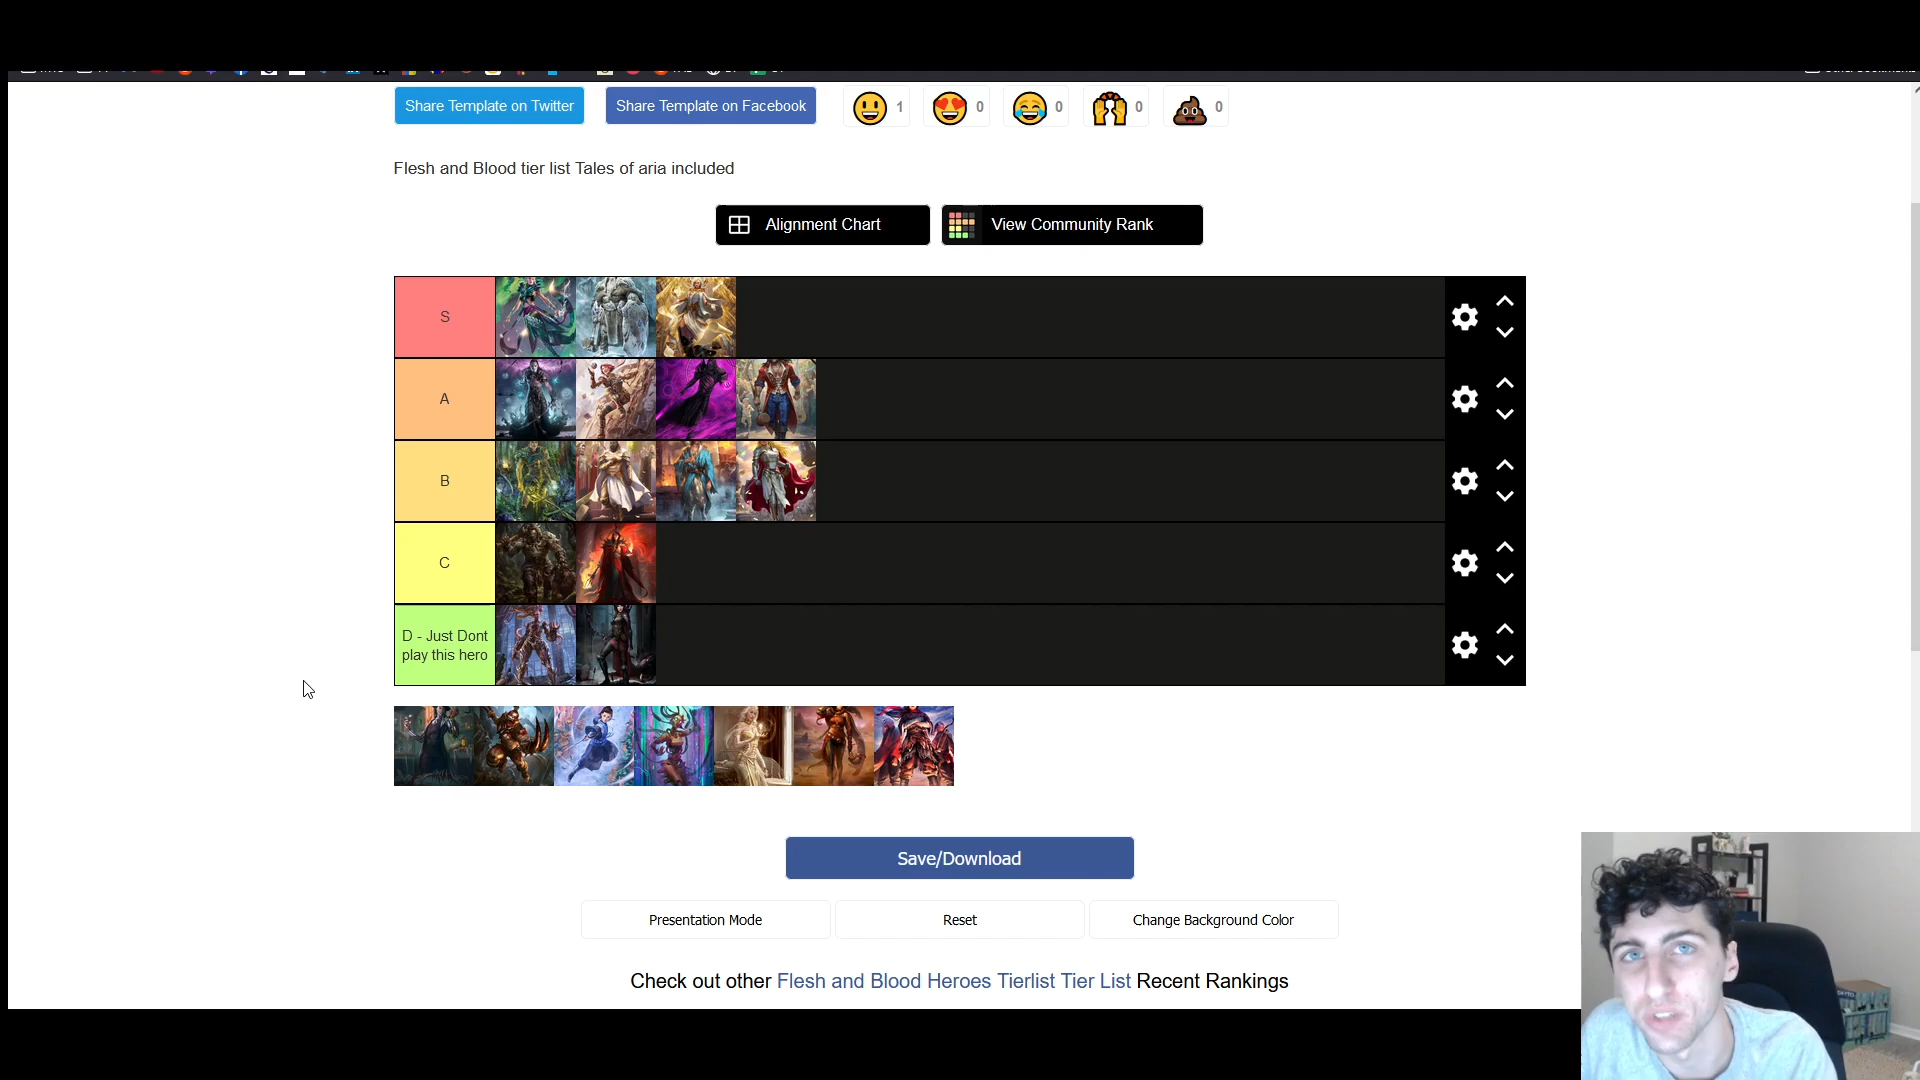 Share Template on Twitter
Share Template on Facebook
1
0
0
0
0
Flesh and Blood tier list Tales of aria included
Alignment Chart
View Community Rank
S
A
B
C
D - Just Dont
play this hero
Save/Download
Presentation Mode
Reset
Change Background Color
Check out other Flesh and Blood Heroes Tierlist Tier List Recent Rankings